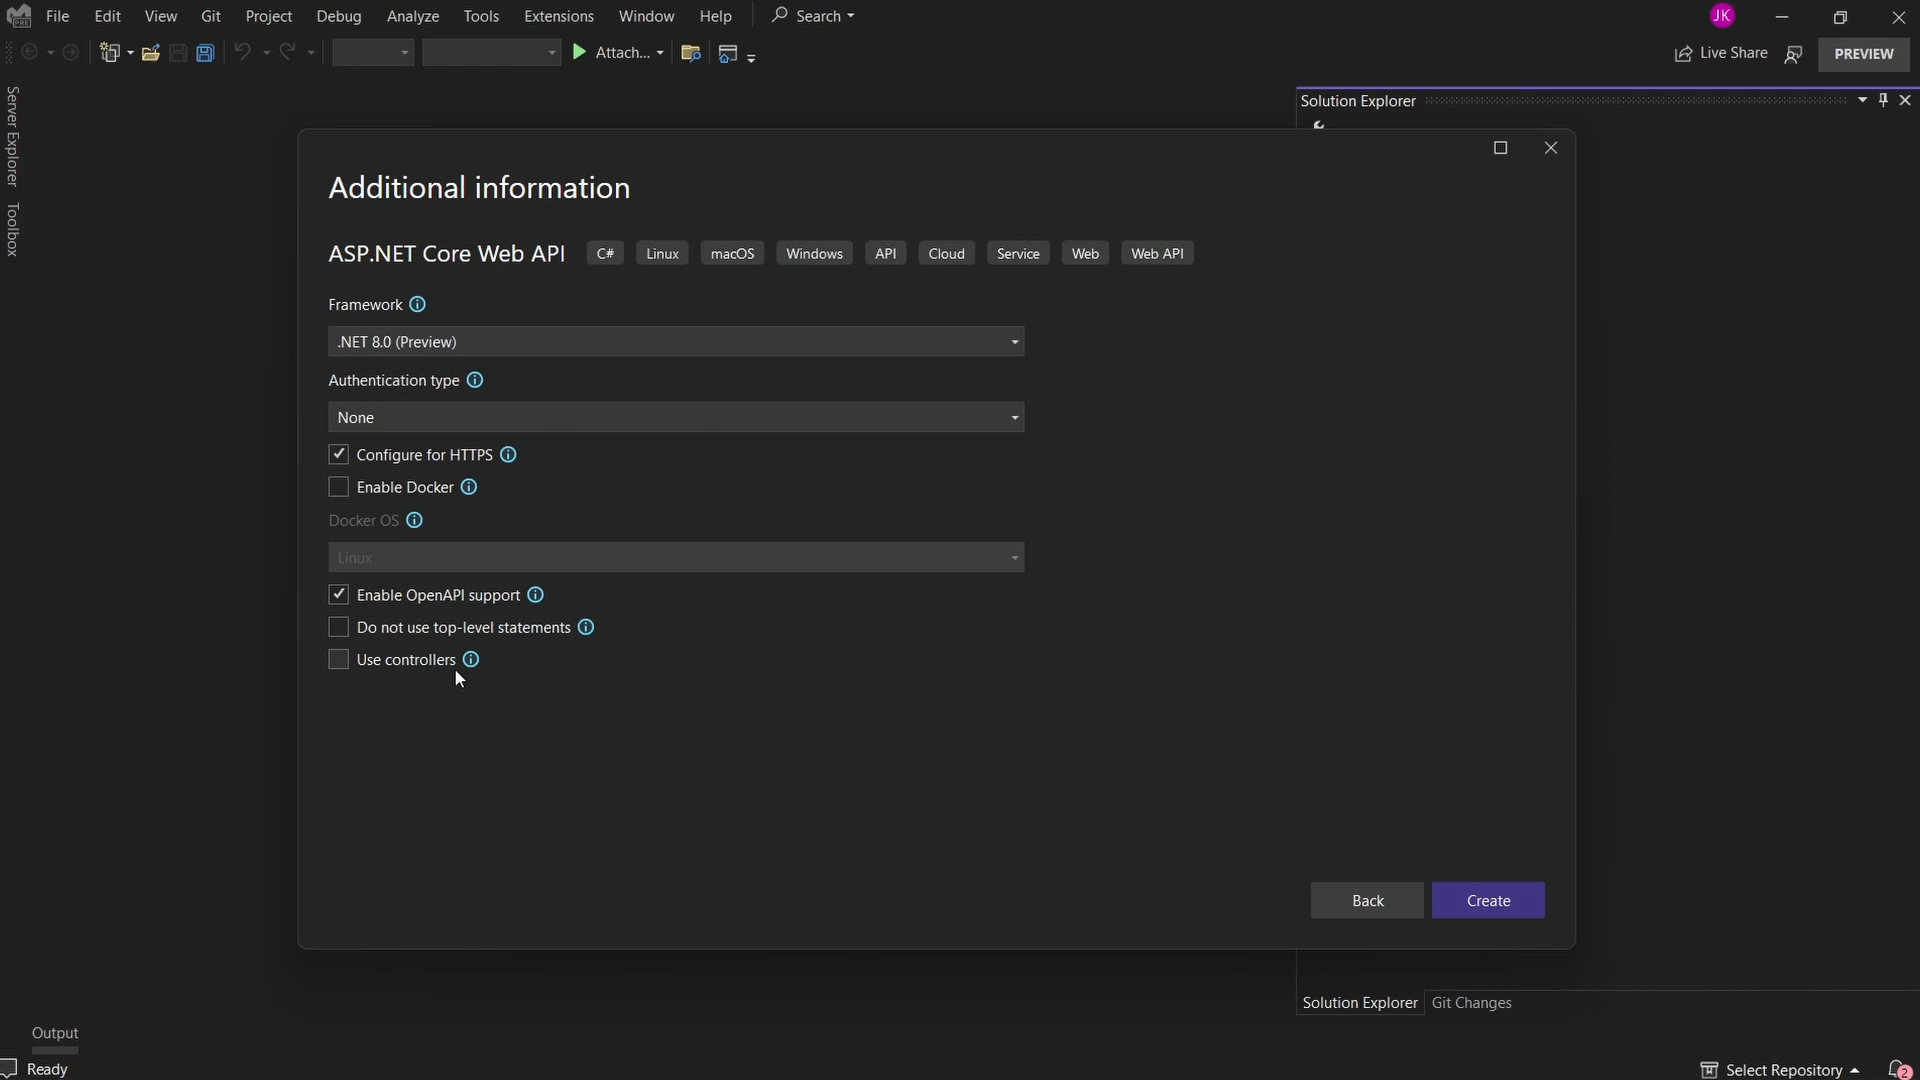 File Edit View Git Project Debug Analyze Tools Extensions Window Help Search
JK
Attach...
Live Share
PREVIEW
Server Explorer
Toolbox
Solution Explorer
Additional information
ASP.NET Core Web API C# Linux macOS Windows API Cloud Service Web Web API
Framework
.NET 8.0 (Preview)
Authentication type
None
Configure for HTTPS
Enable Docker
Docker OS
Linux
Enable OpenAPI support
Do not use top-level statements
Use controllers
Back Create
Solution Explorer Git Changes
Output
Ready
Select Repository
2